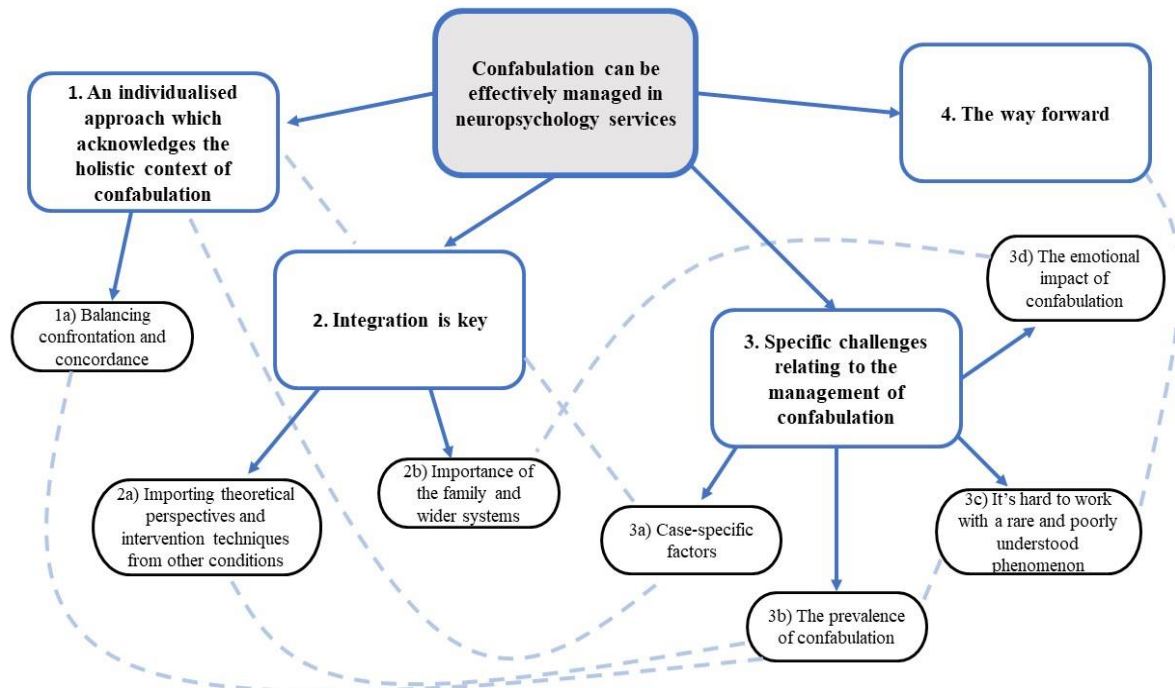 Confabulation can be
effectively managed in
neuropsychology services
1. An individualised
approach which
acknowledges the
holistic context of
confabulation
4. The way forward
1a) Balancing
confrontation and
concordance
2. Integration is key
3d) The emotional
impact of
confabulation
3. Specific challenges
relating to the
management of
confabulation
2a) Importing theoretical
perspectives and
intervention techniques
from other conditions
2b) Importance of
the family and
wider systems
3a) Case-specific
factors
3c) It’s hard to work
with a rare and poorly
understood
phenomenon
3b) The prevalence
of confabulation